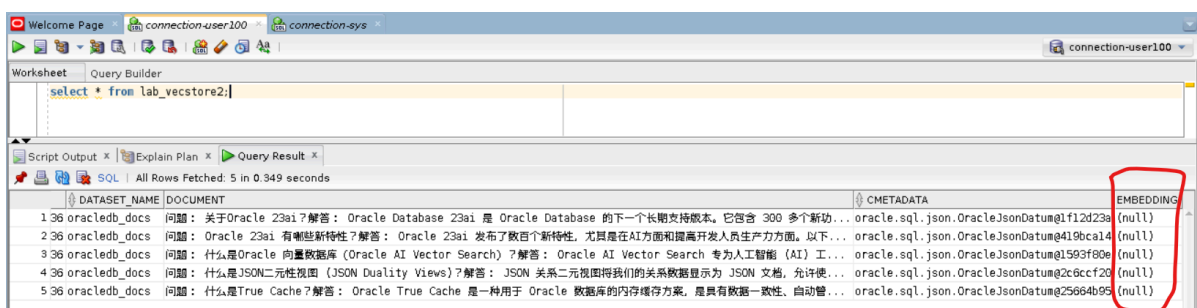 Welcome Page connection-user100 connection-sys
connection-user100
Worksheet Query Builder
select * from lab_vecstore2;
Script Output x Explain Plan x Query Result x
SQL | All Rows Fetched: 5 in 0.349 seconds
DATASET_NAME DOCUMENT CMETADATA EMBEDDING
1 36 oracledb_docs 问题: 关于Oracle 23ai？解答: Oracle Database 23ai 是 Oracle Database 的下一个长期支持版本。它包含 300 多个新功... oracle.sql.json.OracleJsonDatum@1f12d23a (null)
2 36 oracledb_docs 问题: Oracle 23ai 有哪些新特性？解答: Oracle 23ai 发布了数百个新特性, 尤其是在AI方面和提高开发人员生产力方面。以下... oracle.sql.json.OracleJsonDatum@419bca14 (null)
3 36 oracledb_docs 问题: 什么是Oracle 向量数据库 (Oracle AI Vector Search) ？解答: Oracle AI Vector Search 专为人工智能 (AI) 工... oracle.sql.json.OracleJsonDatum@1593f80e (null)
4 36 oracledb_docs 问题: 什么是JSON二元性视图 (JSON Duality Views)？解答: JSON 关系二元视图将我们的关系数据显示为 JSON 文档, 允许使... oracle.sql.json.OracleJsonDatum@2c6ccf20 (null)
5 36 oracledb_docs 问题: 什么是True Cache？解答: Oracle True Cache 是一种用于 Oracle 数据库的内存缓存方案, 是具有数据一致性、自动管... oracle.sql.json.OracleJsonDatum@25664b95 (null)